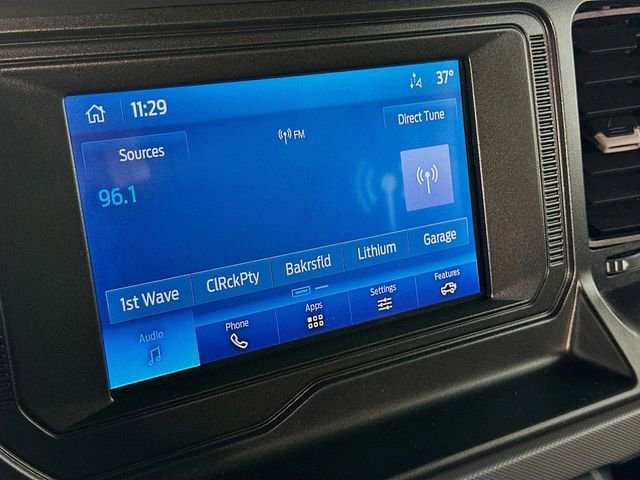 11:29
37°
Sources
FM
Direct Tune
96.1
1st Wave
ClRckPty
Bakrsfld
Lithium
Garage
Audio
Phone
Apps
Settings
Features